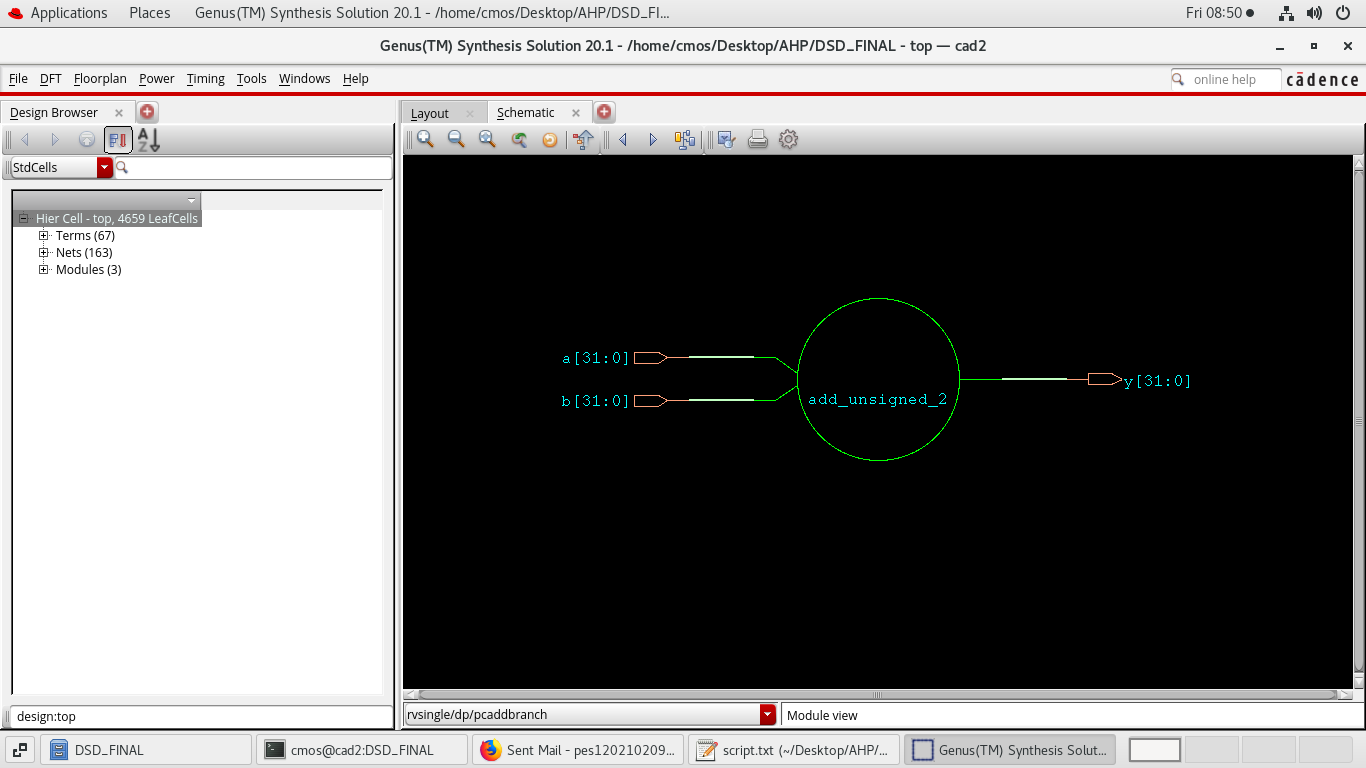 Applications Places Genus(TM) Synthesis Solution 20.1 - /home/cmos/Desktop/AHP/DSD_FI... Fri 08:50
Genus(TM) Synthesis Solution 20.1 - /home/cmos/Desktop/AHP/DSD_FINAL - top — cad2
File DFT Floorplan Power Timing Tools Windows Help online help cādence
Design Browser
Layout Schematic
StdCells
Hier Cell - top, 4659 LeafCells
Terms (67)
Nets (163)
Modules (3)
a[31:0]
b[31:0]
add_unsigned_2
y[31:0]
design:top
rvsingle/dp/pcaddbranch Module view
DSD_FINAL cmos@cad2:DSD_FINAL Sent Mail - pes120210209... script.txt (~/Desktop/AHP/... Genus(TM) Synthesis Solut...